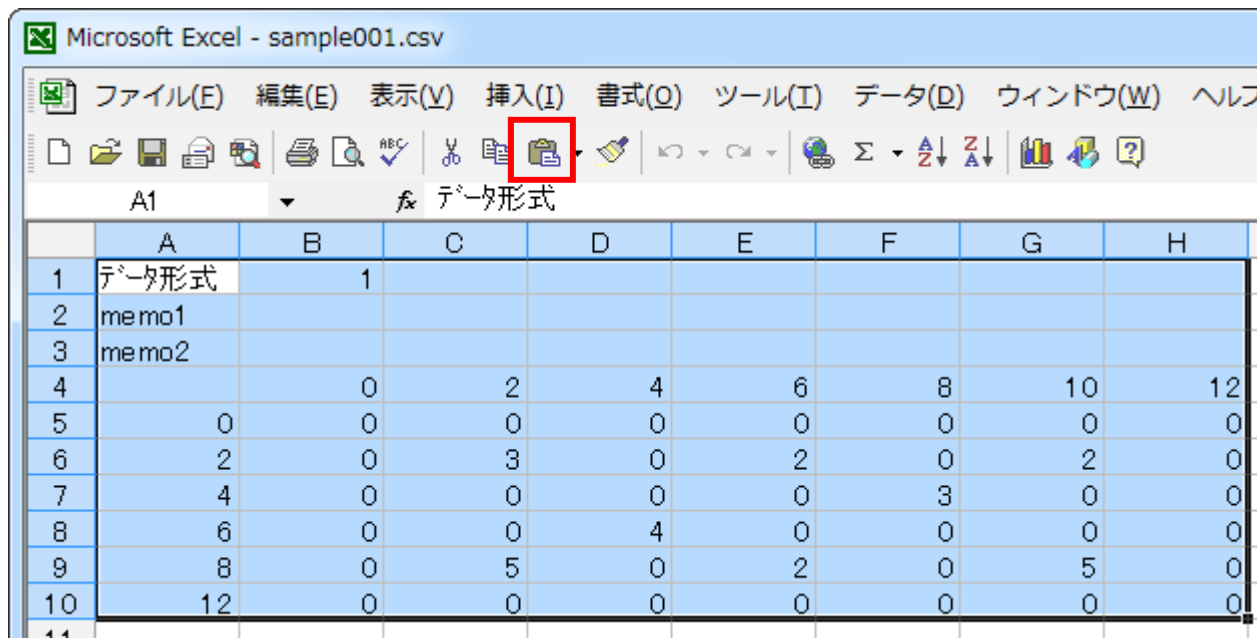 Microsoft Excel - sample001.csv
ファイル(F) 編集(E) 表示(V) 挿入(I) 書式(O) ツール(T) データ(D) ウィンドウ(W) ヘルプ
ABC Σ A Z Z A ?
A1 fx データ形式
A B C D E F G H
1 データ形式 1
2 memo1
3 memo2
4 0 2 4 6 8 10 12
5 0 0 0 0 0 0 0 0
6 2 0 3 0 2 0 2 0
7 4 0 0 0 0 3 0 0
8 6 0 0 4 0 0 0 0
9 8 0 5 0 2 0 5 0
10 12 0 0 0 0 0 0 0
11